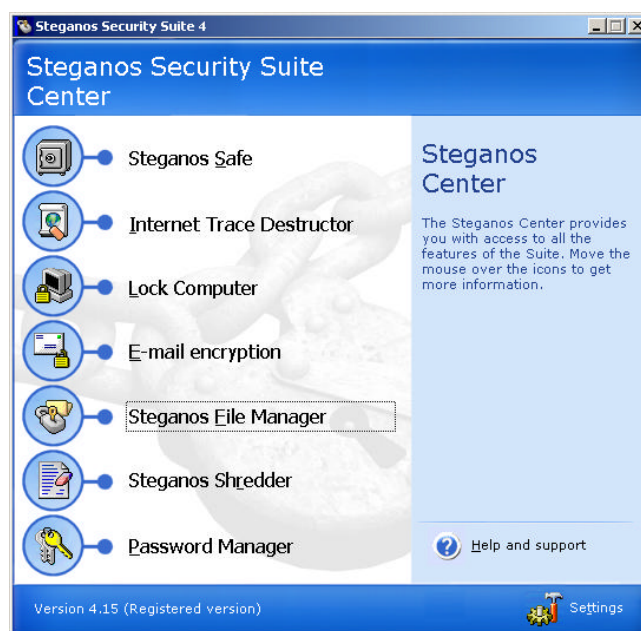 Steganos Security Suite 4
Steganos Security Suite
Center
Steganos Safe
Internet Trace Destructor
Lock Computer
E-mail encryption
Steganos File Manager
Steganos Shredder
Password Manager
Steganos
Center
The Steganos Center provides
you with access to all the
features of the Suite. Move the
mouse over the icons to get
more information.
Help and support
Version 4.15 (Registered version)
Settings